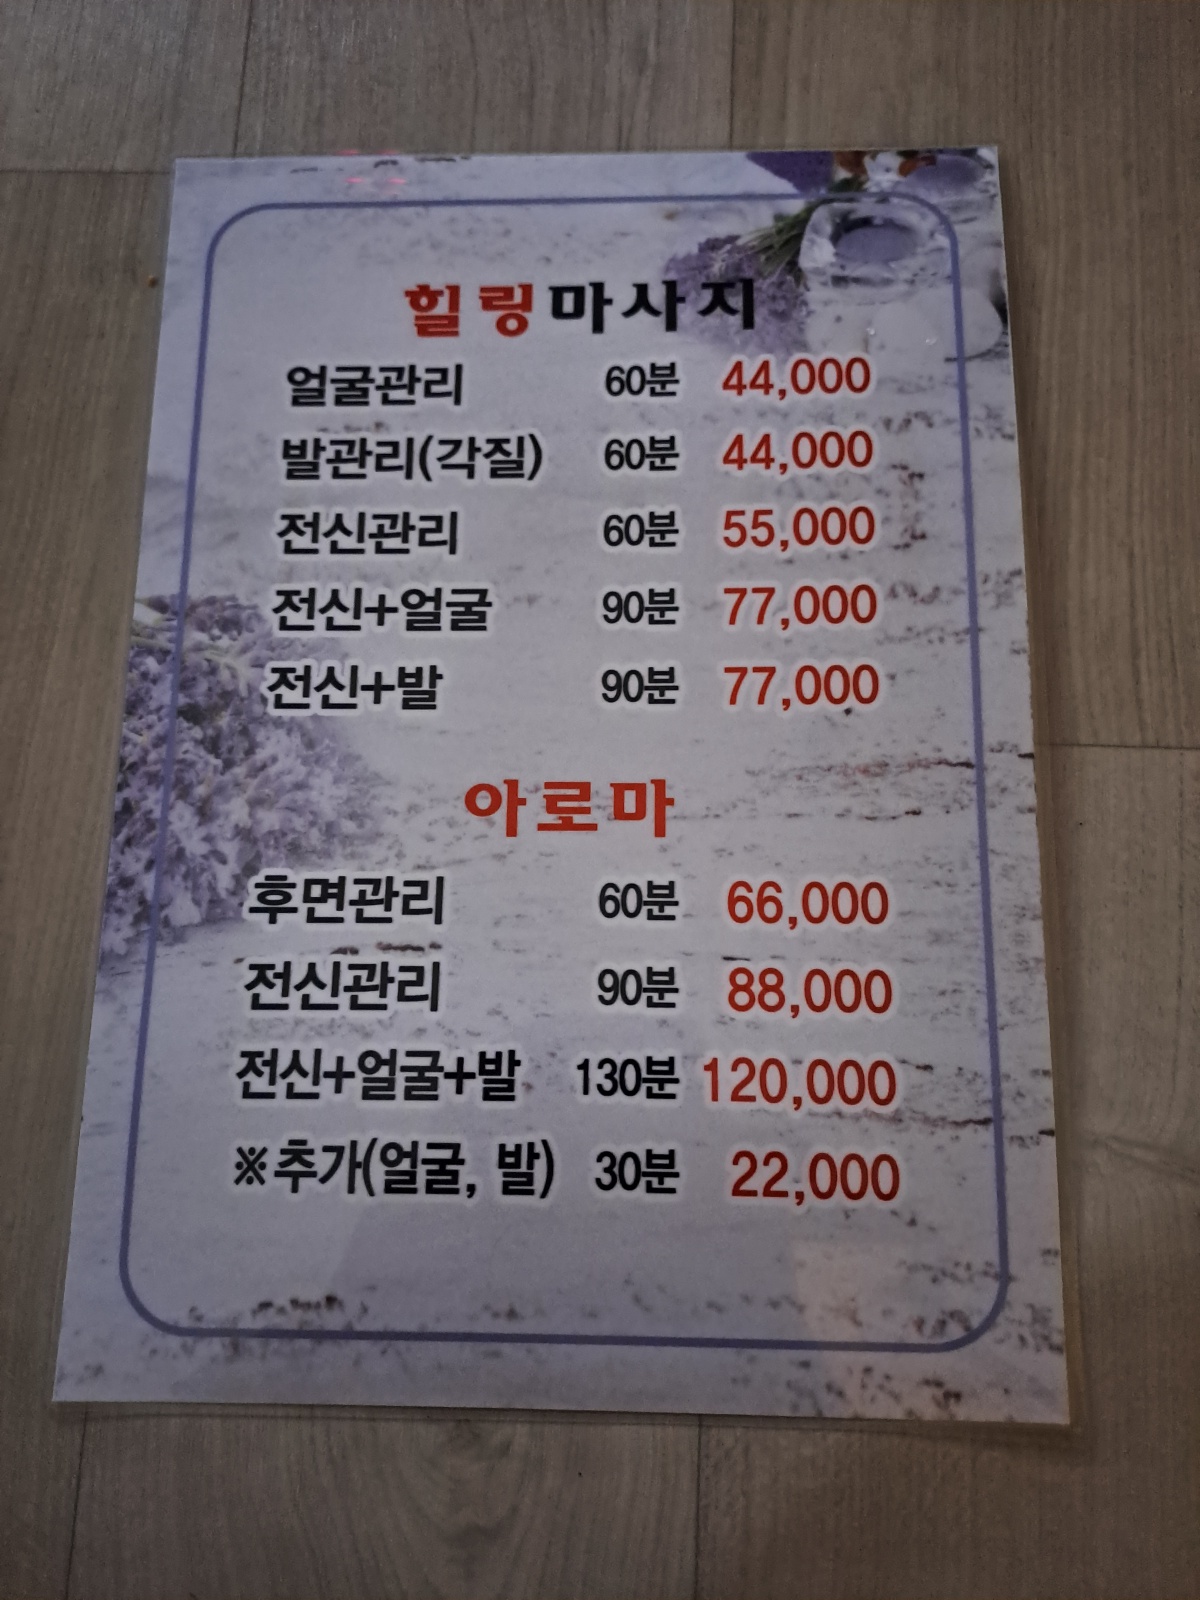 힐링마사지
얼굴관리 60분 44,000
발관리(각질) 60분 44,000
전신관리 60분 55,000
전신+얼굴 90분 77,000
전신+발 90분 77,000
아로마
후면관리 60분 66,000
전신관리 90분 88,000
전신+얼굴+발 130분 120,000
※추가(얼굴, 발) 30분 22,000